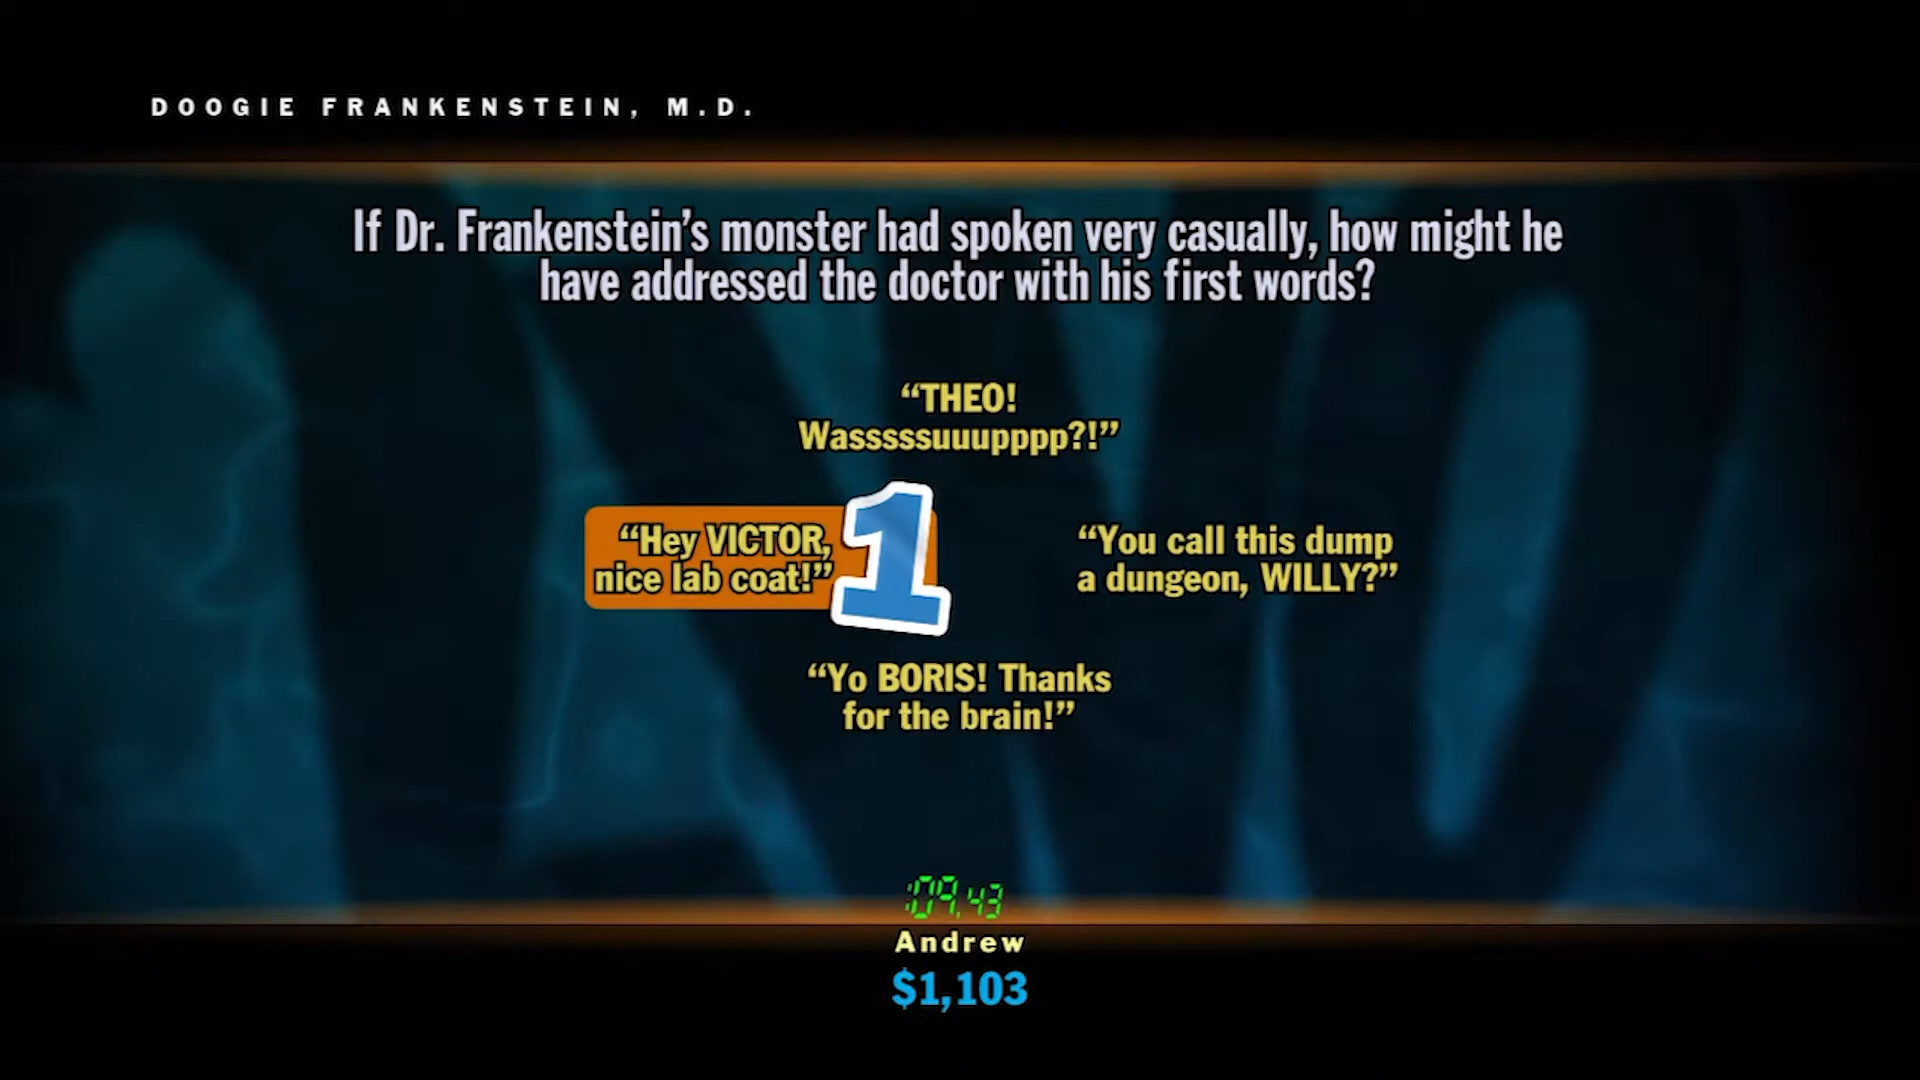 DOOGIE FRANKENSTEIN, M.D.
If Dr. Frankenstein's monster had spoken very casually, how might he
have addressed the doctor with his first words?
“THEO!
Wasssssuuupppp?!”
“Hey VICTOR,
nice lab coat!”
1
“You call this dump
a dungeon, WILLY?”
“Yo BORIS! Thanks
for the brain!”
:09.43
Andrew
$1,103